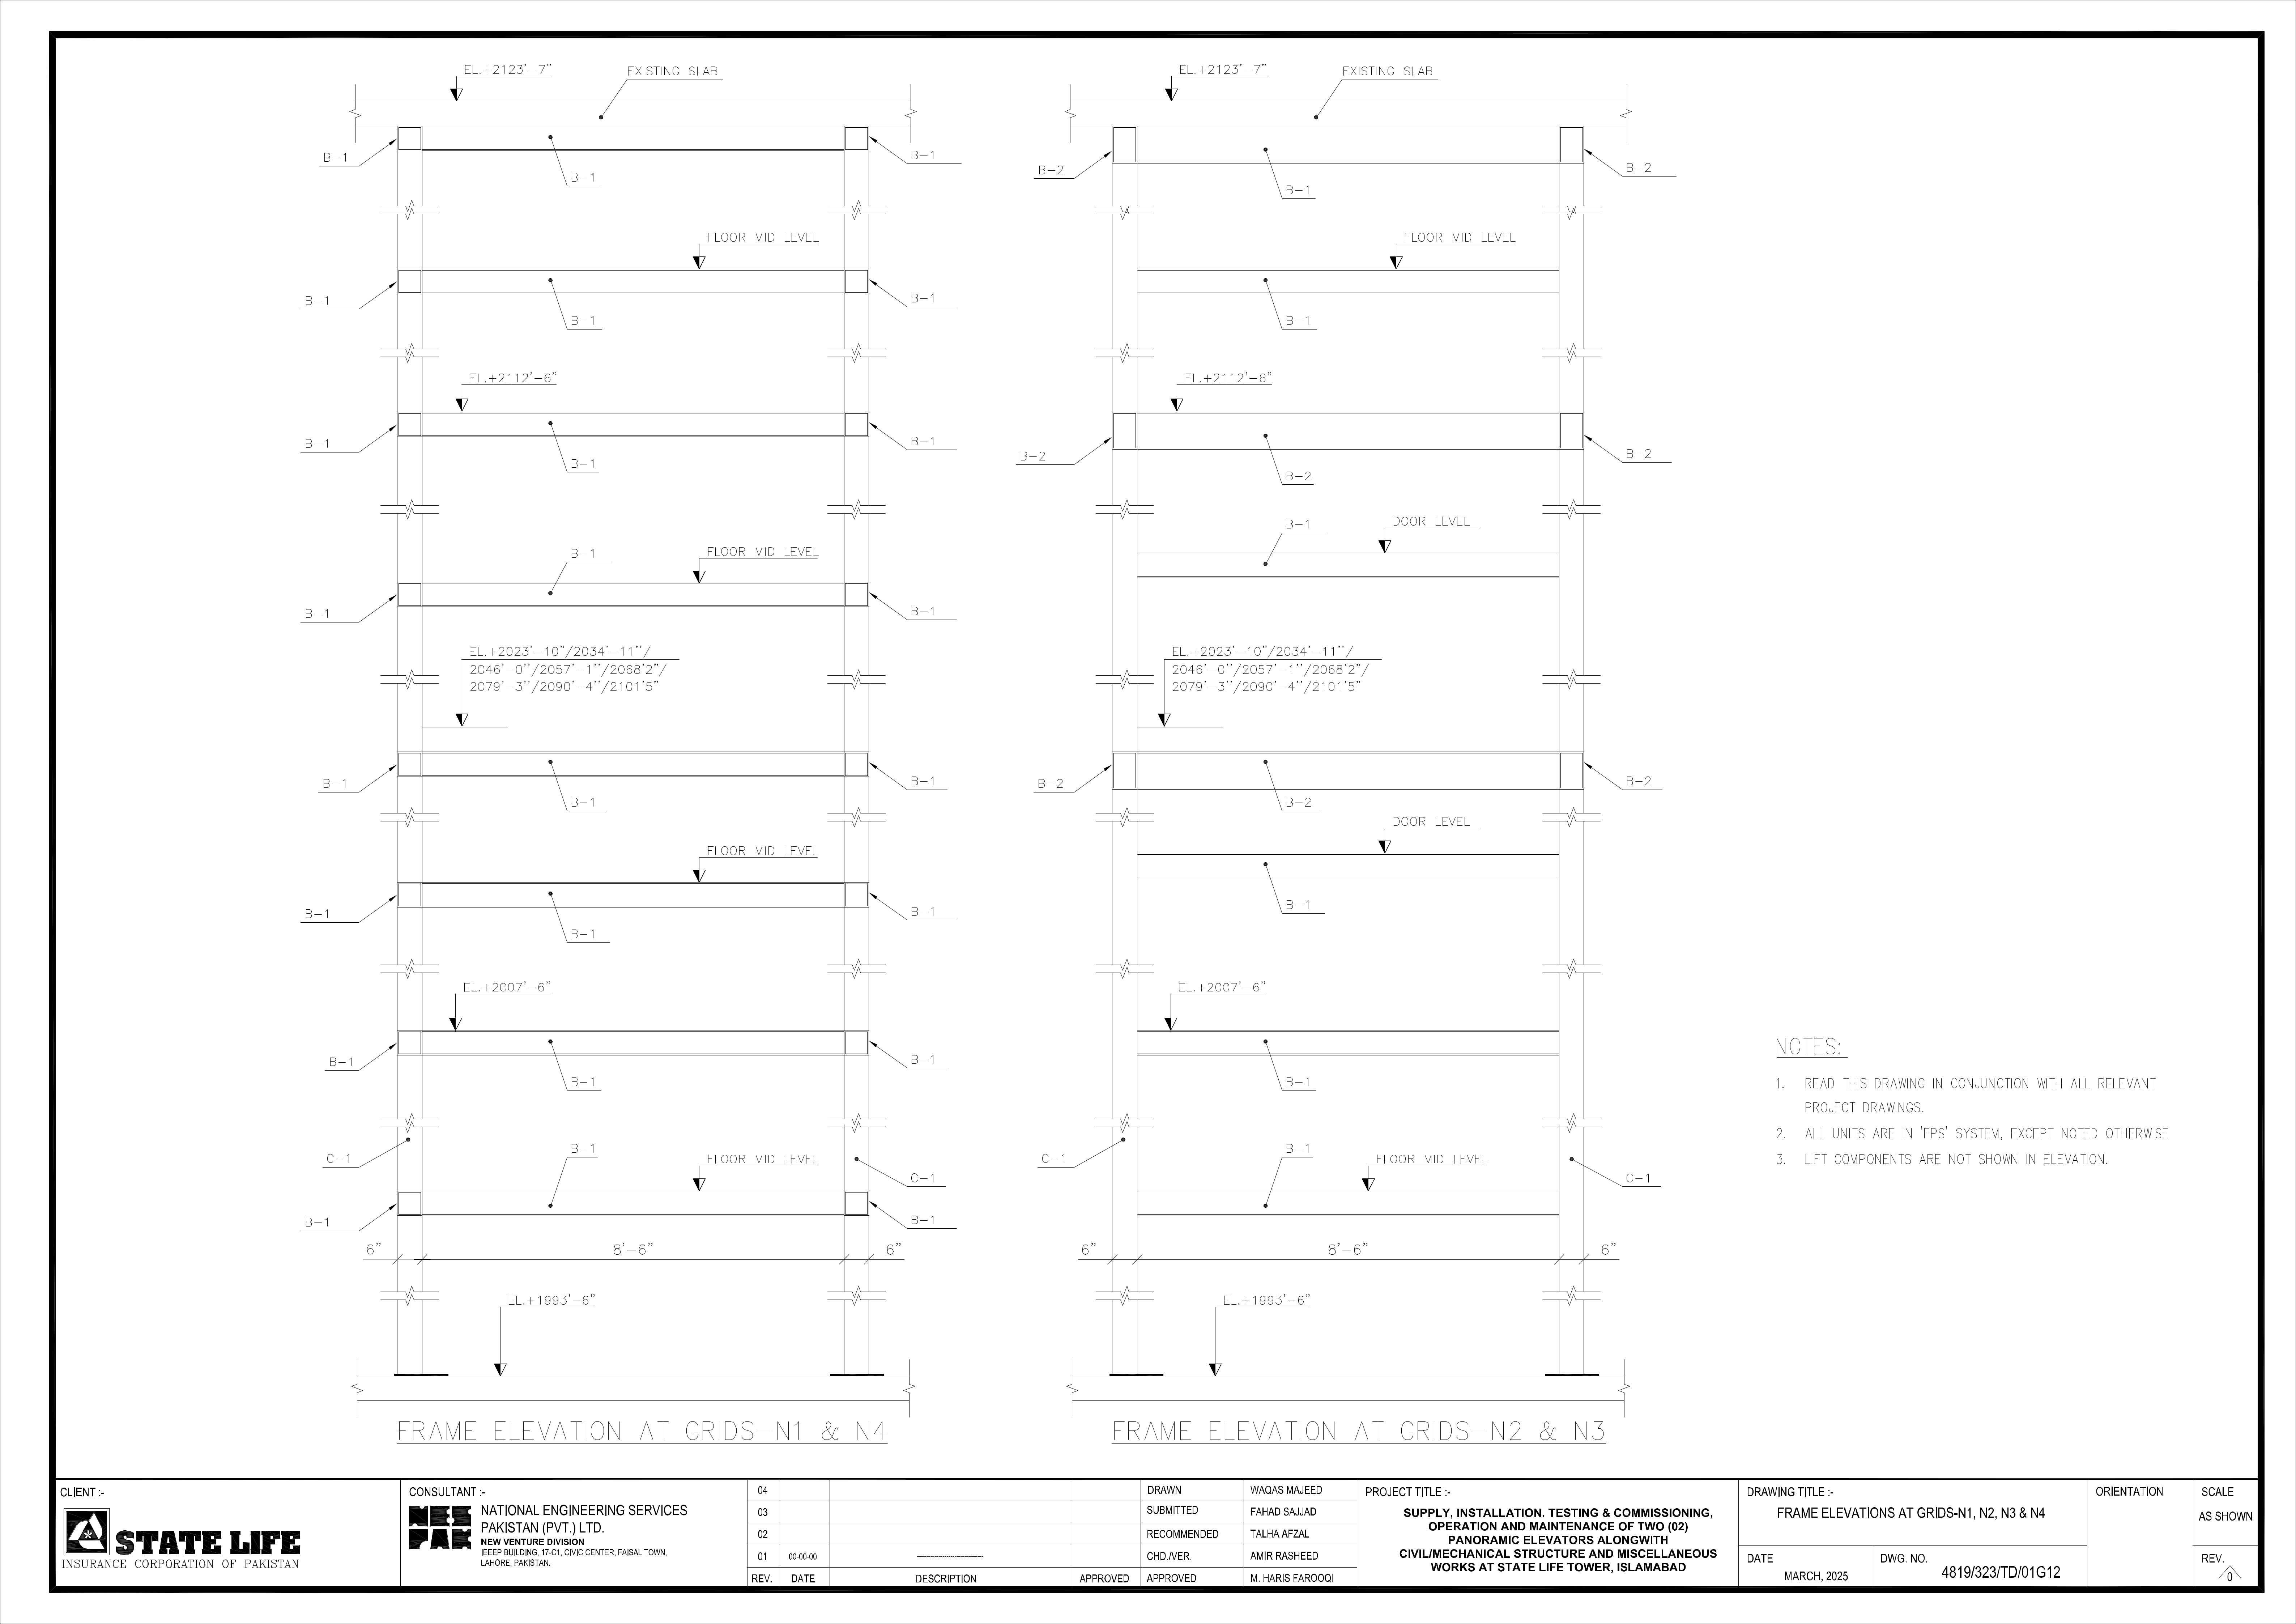 EL.+2123'-7"
EXISTING SLAB
B-1
B-1
B-1
FLOOR MID LEVEL
B-1
B-1
B-1
EL.+2112'-6"
B-1
B-1
B-1
B-1
FLOOR MID LEVEL
B-1
B-1
EL.+2023'-10"/2034'-11''/
2046'-0''/2057'-1''/2068'2"/
2079'-3''/2090'-4''/2101'5"
B-1
B-1
B-1
FLOOR MID LEVEL
B-1
B-1
B-1
EL.+2007'-6"
B-1
B-1
B-1
C-1
B-1
FLOOR MID LEVEL
C-1
B-1
B-1
6"
8'-6"
6"
EL.+1993'-6"
FRAME ELEVATION AT GRIDS-N1 & N4
EL.+2123'-7"
EXISTING SLAB
B-2
B-2
B-1
FLOOR MID LEVEL
B-1
EL.+2112'-6"
B-2
B-2
B-2
B-1
DOOR LEVEL
EL.+2023'-10"/2034'-11''/
2046'-0''/2057'-1''/2068'2"/
2079'-3''/2090'-4''/2101'5"
B-2
B-2
B-2
DOOR LEVEL
B-1
EL.+2007'-6"
B-1
C-1
B-1
FLOOR MID LEVEL
C-1
6"
8'-6"
6"
EL.+1993'-6"
FRAME ELEVATION AT GRIDS-N2 & N3
NOTES:
1. READ THIS DRAWING IN CONJUNCTION WITH ALL RELEVANT
PROJECT DRAWINGS.
2. ALL UNITS ARE IN 'FPS' SYSTEM, EXCEPT NOTED OTHERWISE
3. LIFT COMPONENTS ARE NOT SHOWN IN ELEVATION.
CLIENT :-
STATE LIFE
INSURANCE CORPORATION OF PAKISTAN
CONSULTANT :-
NES
PAK
NATIONAL ENGINEERING SERVICES
PAKISTAN (PVT.) LTD.
NEW VENTURE DIVISION
IEEEP BUILDING, 17-C1, CIVIC CENTER, FAISAL TOWN,
LAHORE, PAKISTAN.
04
03
02
01 00-00-00 ------------------------------
REV. DATE DESCRIPTION APPROVED
DRAWN WAQAS MAJEED
SUBMITTED FAHAD SAJJAD
RECOMMENDED TALHA AFZAL
CHD./VER. AMIR RASHEED
APPROVED M. HARIS FAROOQI
PROJECT TITLE :-
SUPPLY, INSTALLATION. TESTING & COMMISSIONING,
OPERATION AND MAINTENANCE OF TWO (02)
PANORAMIC ELEVATORS ALONGWITH
CIVIL/MECHANICAL STRUCTURE AND MISCELLANEOUS
WORKS AT STATE LIFE TOWER, ISLAMABAD
DRAWING TITLE :-
FRAME ELEVATIONS AT GRIDS-N1, N2, N3 & N4
DATE
MARCH, 2025
DWG. NO.
4819/323/TD/01G12
ORIENTATION
SCALE
AS SHOWN
REV.
0